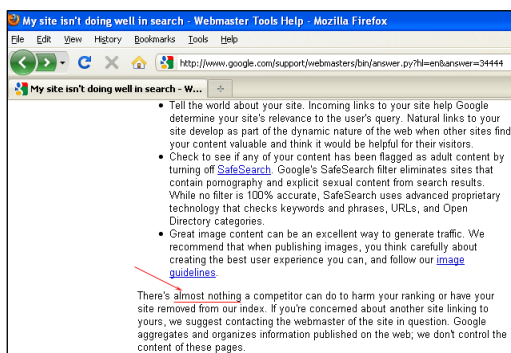 My site isn't doing well in search - Webmaster Tools Help - Mozilla Firefox
File Edit View History Bookmarks Tools Help
http://www.google.com/support/webmasters/bin/answer.py?hl=en&answer=34444
My site isn't doing well in search - W...
• Tell the world about your site. Incoming links to your site help Google
determine your site's relevance to the user's query. Natural links to your
site develop as part of the dynamic nature of the web when other sites find
your content valuable and think it would be helpful for their visitors.
• Check to see if any of your content has been flagged as adult content by
turning off SafeSearch. Google's SafeSearch filter eliminates sites that
contain pornography and explicit sexual content from search results.
While no filter is 100% accurate, SafeSearch uses advanced proprietary
technology that checks keywords and phrases, URLs, and Open
Directory categories.
• Great image content can be an excellent way to generate traffic. We
recommend that when publishing images, you think carefully about
creating the best user experience you can, and follow our image
guidelines.
There's almost nothing a competitor can do to harm your ranking or have your
site removed from our index. If you're concerned about another site linking to
yours, we suggest contacting the webmaster of the site in question. Google
aggregates and organizes information published on the web; we don't control the
content of these pages.